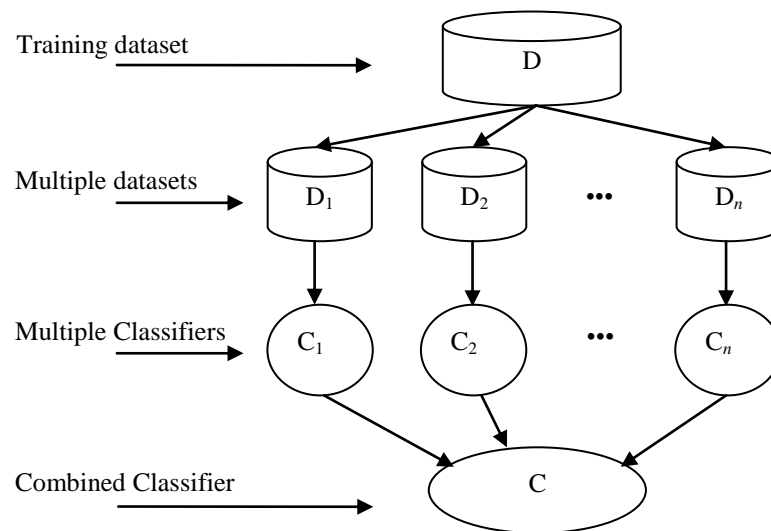 Training dataset
D
Multiple datasets
D₁ D₂ ••• Dₙ
Multiple Classifiers
C₁ C₂ ••• Cₙ
Combined Classifier
C